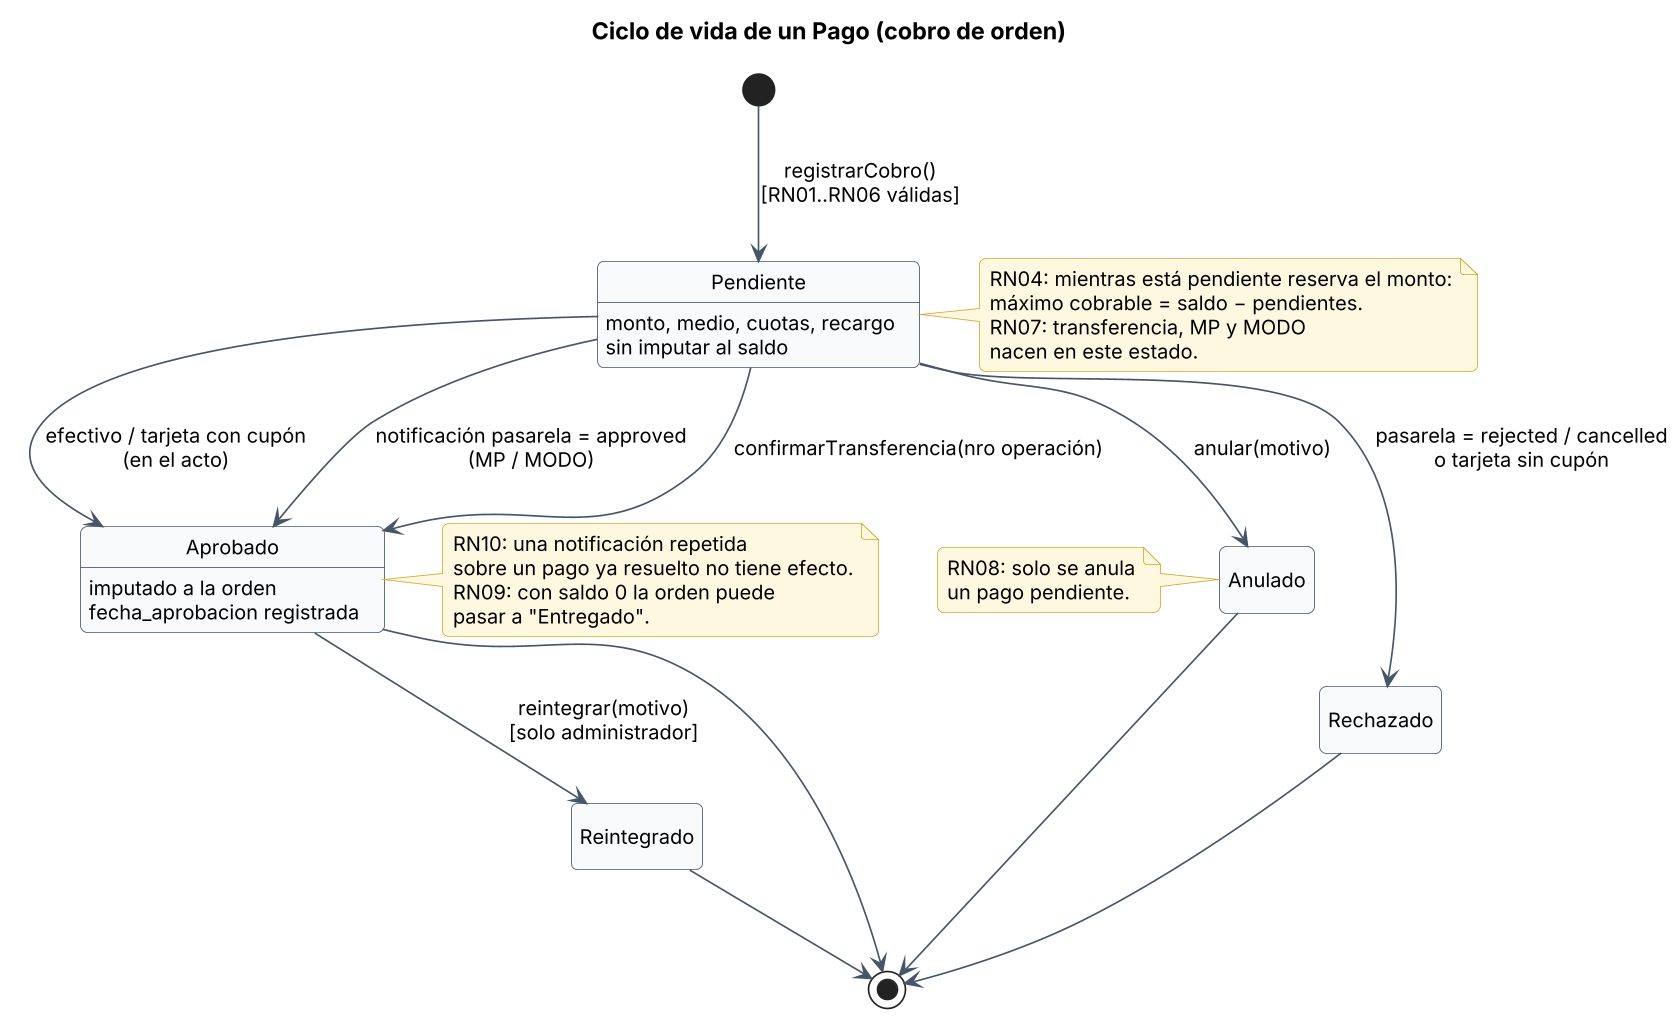 Ciclo de vida de un Pago (cobro de orden)
registrarCobro()
[RN01..RN06 válidas]
Pendiente
monto, medio, cuotas, recargo
sin imputar al saldo
RN04: mientras está pendiente reserva el monto:
máximo cobrable = saldo − pendientes.
RN07: transferencia, MP y MODO
nacen en este estado.
efectivo / tarjeta con cupón
(en el acto)
notificación pasarela = approved
(MP / MODO)
confirmarTransferencia(nro operación)
anular(motivo)
pasarela = rejected / cancelled
o tarjeta sin cupón
Aprobado
imputado a la orden
fecha_aprobacion registrada
RN10: una notificación repetida
sobre un pago ya resuelto no tiene efecto.
RN09: con saldo 0 la orden puede
pasar a "Entregado".
RN08: solo se anula
un pago pendiente.
Anulado
reintegrar(motivo)
[solo administrador]
Rechazado
Reintegrado